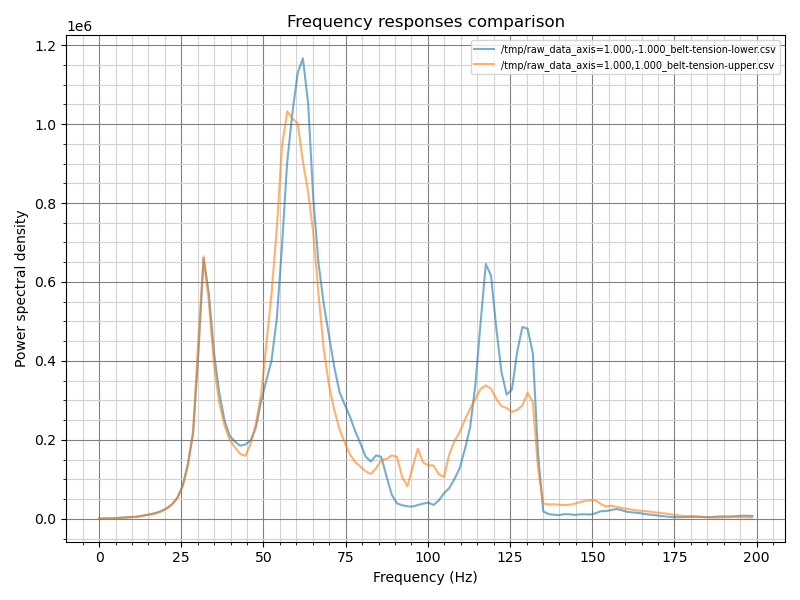 Frequency responses comparison
1e6
/tmp/raw_data_axis=1.000,-1.000_belt-tension-lower.csv
/tmp/raw_data_axis=1.000,1.000_belt-tension-upper.csv
1.2
1.0
0.8
0.6
0.4
0.2
0.0
Power spectral density
0 25 50 75 100 125 150 175 200
Frequency (Hz)